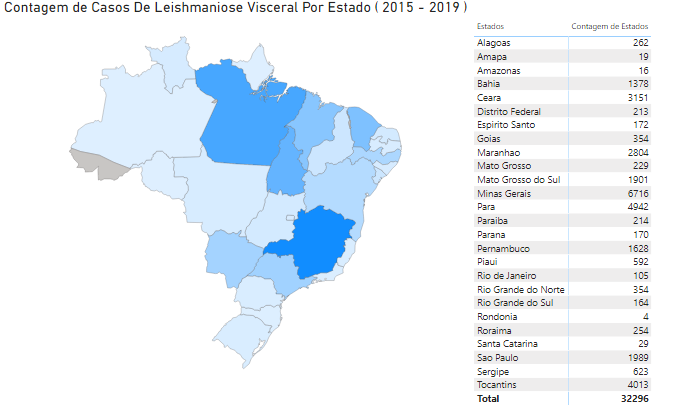 Contagem de Casos De Leishmaniose Visceral Por Estado ( 2015 - 2019 )
Estados Contagem de Estados
Alagoas 262
Amapa 19
Amazonas 16
Bahia 1378
Ceara 3151
Distrito Federal 213
Espirito Santo 172
Goias 354
Maranhao 2804
Mato Grosso 229
Mato Grosso do Sul 1901
Minas Gerais 6716
Para 4942
Paraiba 214
Parana 170
Pernambuco 1628
Piaui 592
Rio de Janeiro 105
Rio Grande do Norte 354
Rio Grande do Sul 164
Rondonia 4
Roraima 254
Santa Catarina 29
Sao Paulo 1989
Sergipe 623
Tocantins 4013
Total 32296